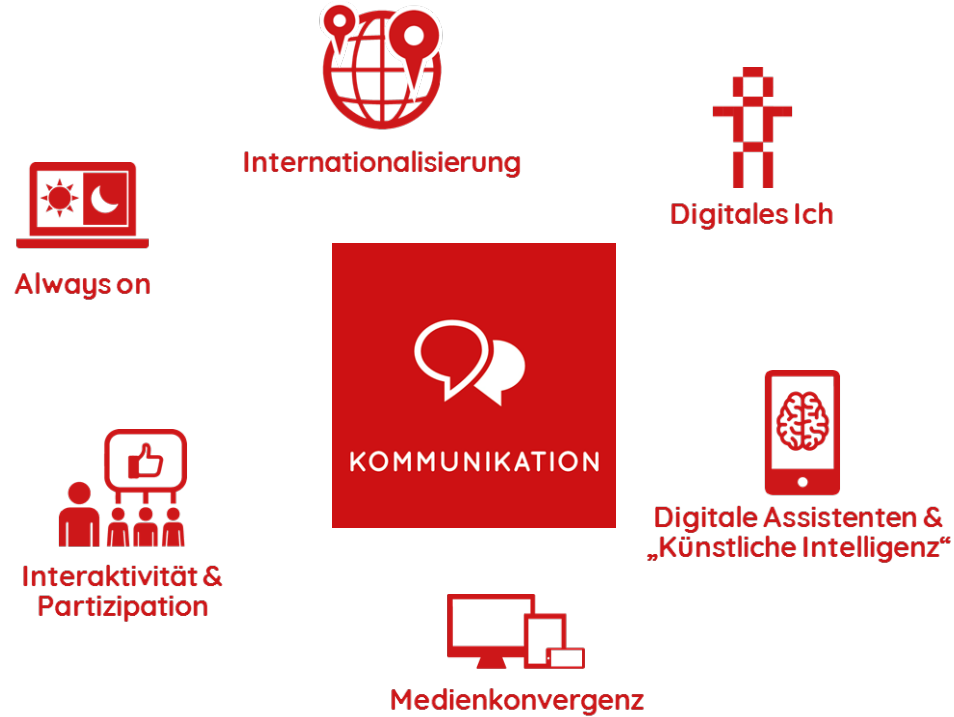 Internationalisierung
Digitales Ich
Always on
KOMMUNIKATION
Digitale Assistenten &
„Künstliche Intelligenz“
Interaktivität &
Partizipation
Medienkonvergenz